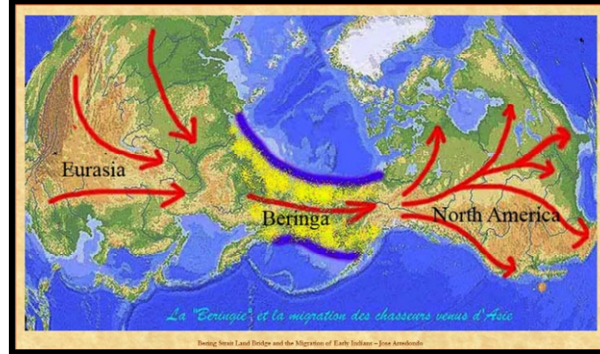 Eurasia
Beringa
North America
La "Beringie" et la migration des chasseurs venus d'Asie
Bering Strait Land Bridge and the Migration of Early Indians – Jose Arredondo